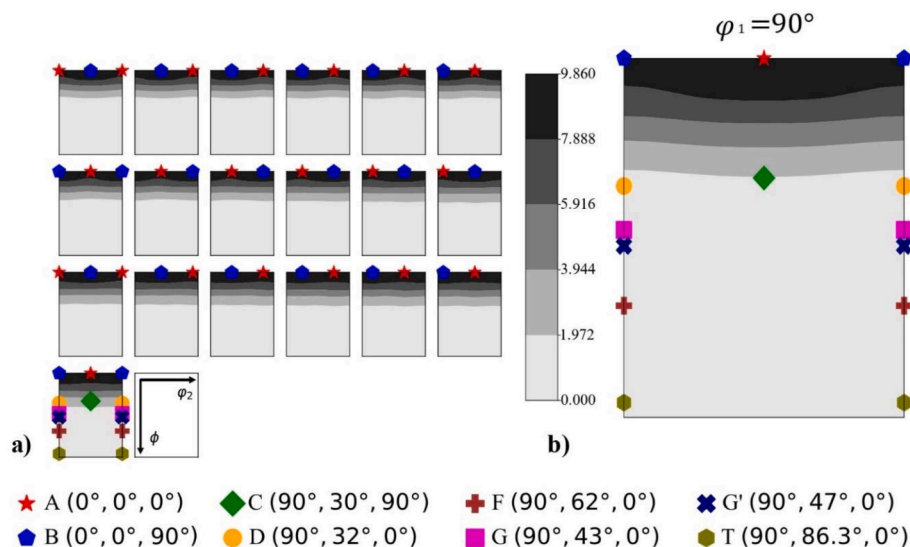 φ₁=90°
9.860
7.888
5.916
3.944
1.972
0.000
φ₂
ϕ
a)
b)
A (0°, 0°, 0°)
C (90°, 30°, 90°)
F (90°, 62°, 0°)
G' (90°, 47°, 0°)
B (0°, 0°, 90°)
D (90°, 32°, 0°)
G (90°, 43°, 0°)
T (90°, 86.3°, 0°)